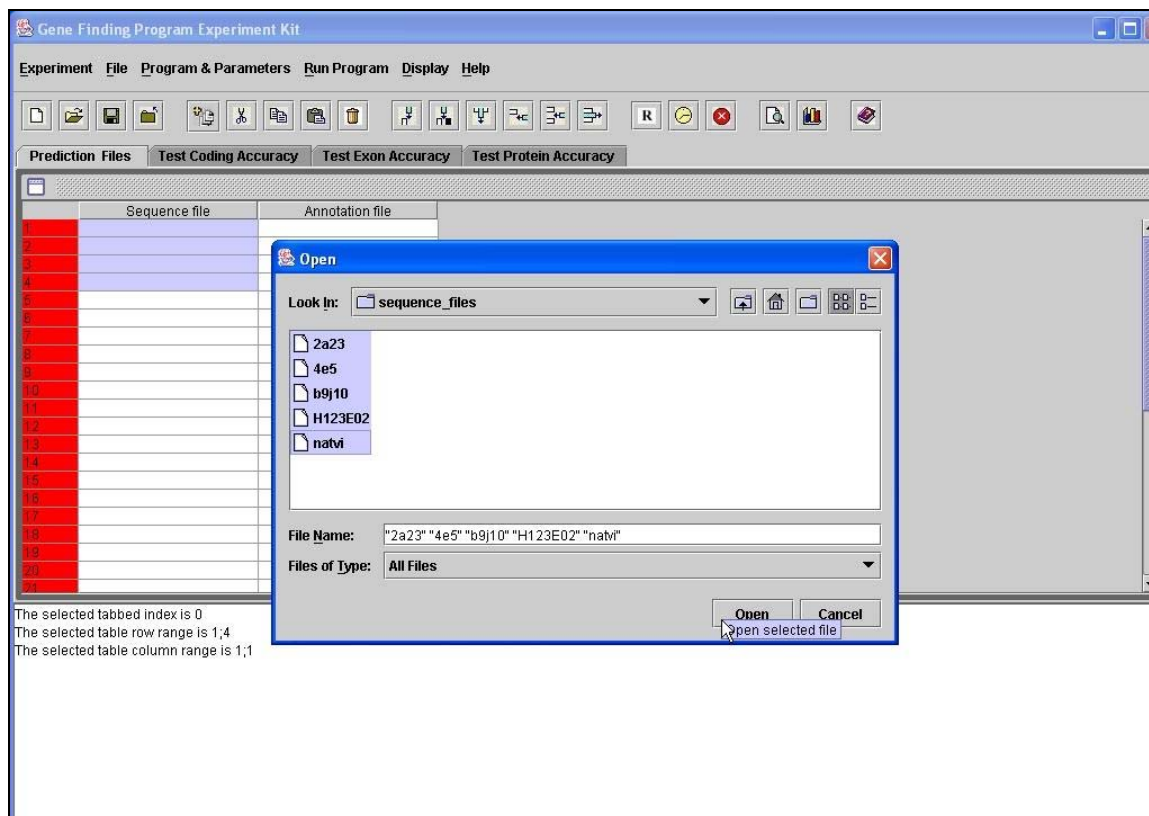 Gene Finding Program Experiment Kit
Experiment File Program & Parameters Run Program Display Help
R
Prediction Files Test Coding Accuracy Test Exon Accuracy Test Protein Accuracy
Sequence file Annotation file
1
2
3
4
5
6
7
8
9
10
11
12
13
14
15
16
17
18
19
20
21
Open
Look In: sequence_files
2a23
4e5
b9j10
H123E02
natvi
File Name: "2a23" "4e5" "b9j10" "H123E02" "natvi"
Files of Type: All Files
Open Cancel
Open selected file
The selected tabbed index is 0
The selected table row range is 1;4
The selected table column range is 1;1